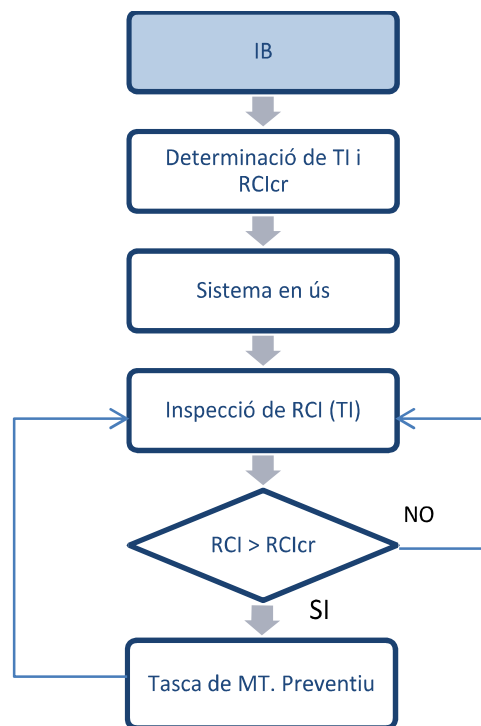 IB
Determinació de TI i
RCIcr
Sistema en ús
Inspecció de RCI (TI)
RCI > RCIcr
NO
SI
Tasca de MT. Preventiu